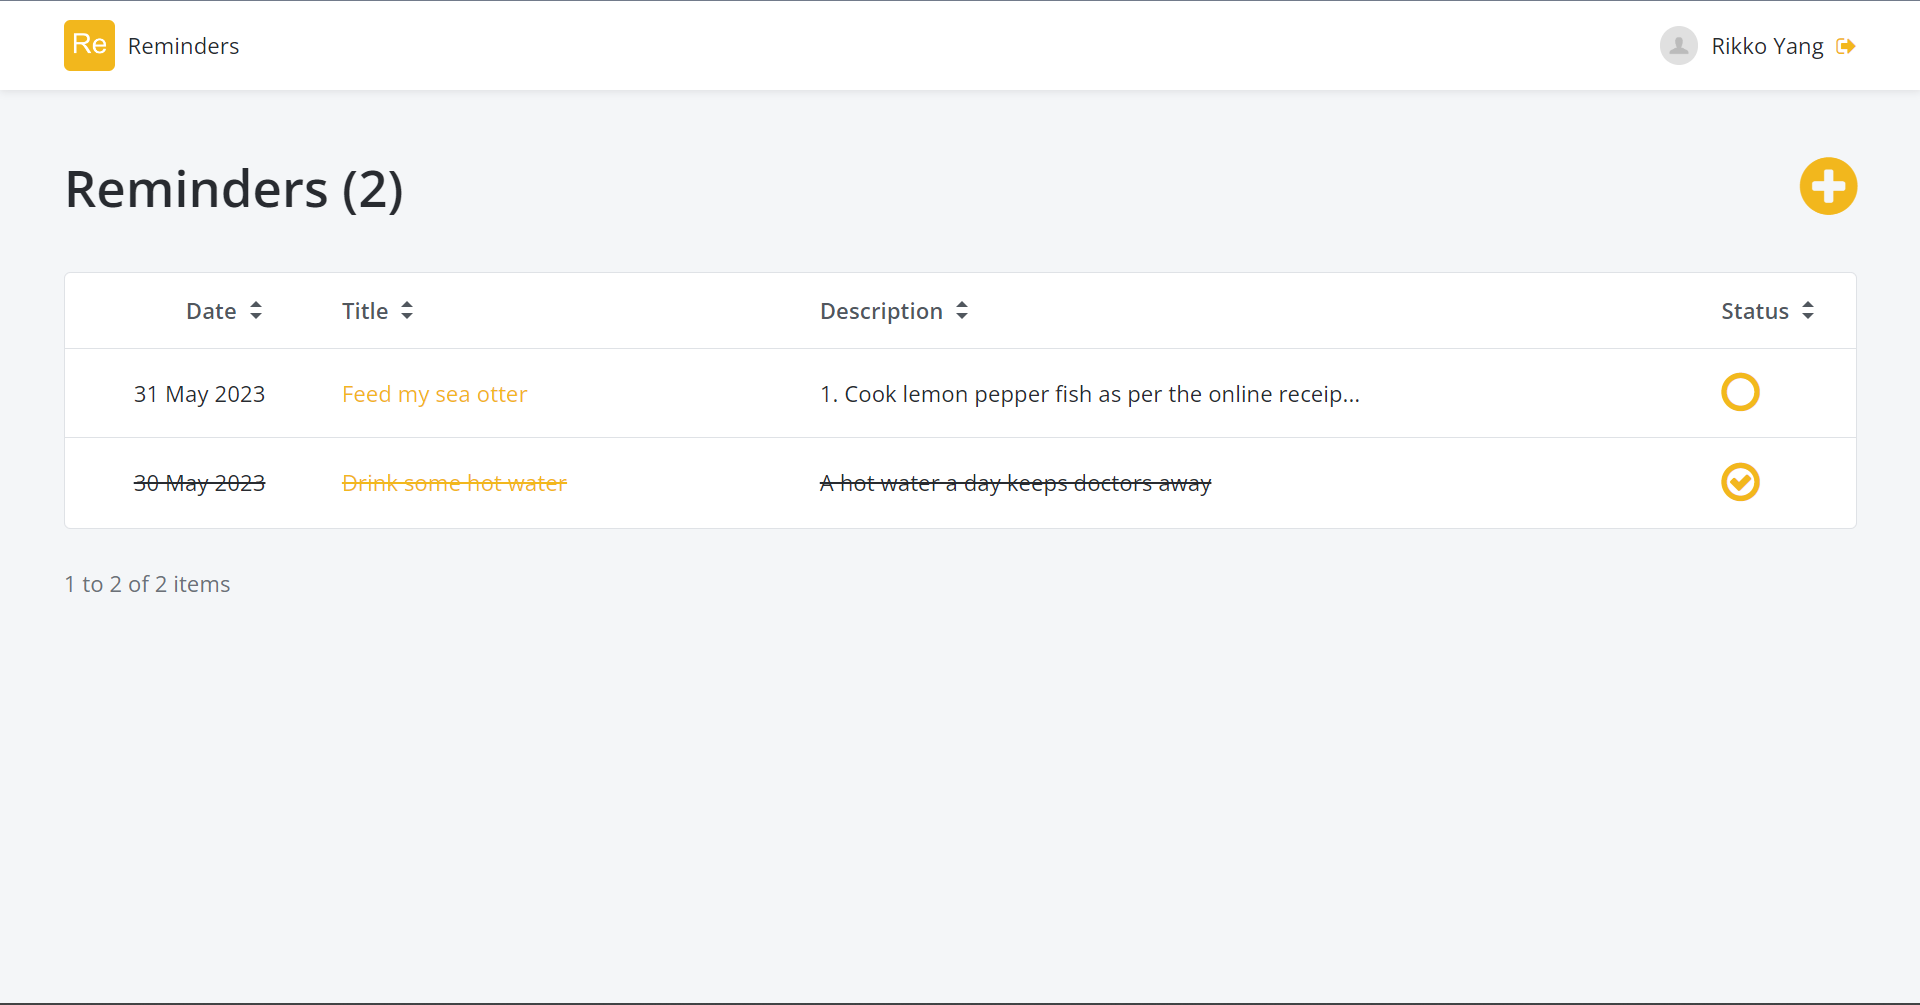 Re Reminders
Rikko Yang
Reminders (2)
Date Title Description Status
31 May 2023 Feed my sea otter 1. Cook lemon pepper fish as per the online receip...
30 May 2023 Drink some hot water A hot water a day keeps doctors away
1 to 2 of 2 items